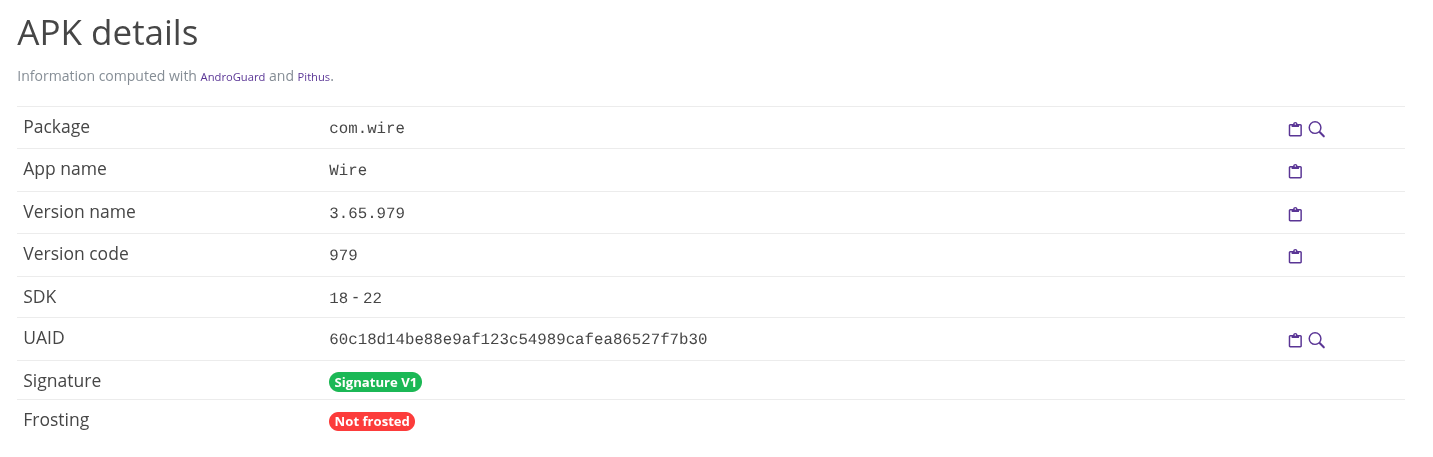 APK details
Information computed with AndroGuard and Pithus.
Package com.wire
App name Wire
Version name 3.65.979
Version code 979
SDK 18 - 22
UAID 60c18d14be88e9af123c54989cafea86527f7b30
Signature Signature V1
Frosting Not frosted